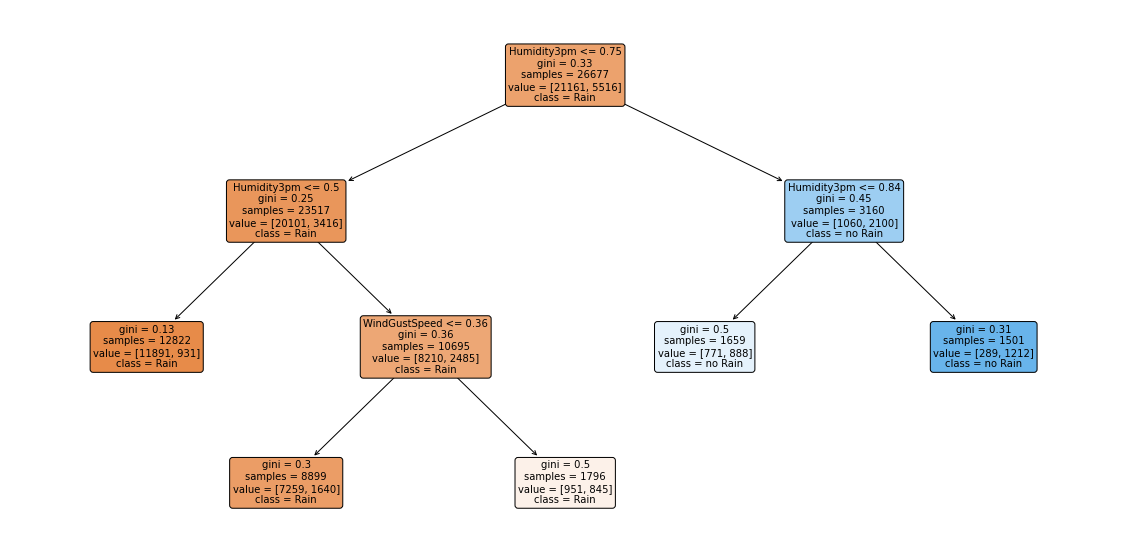 Humidity3pm <= 0.75
gini = 0.33
samples = 26677
value = [21161, 5516]
class = Rain
Humidity3pm <= 0.5
gini = 0.25
samples = 23517
value = [20101, 3416]
class = Rain
Humidity3pm <= 0.84
gini = 0.45
samples = 3160
value = [1060, 2100]
class = no Rain
gini = 0.13
samples = 12822
value = [11891, 931]
class = Rain
WindGustSpeed <= 0.36
gini = 0.36
samples = 10695
value = [8210, 2485]
class = Rain
gini = 0.5
samples = 1659
value = [771, 888]
class = no Rain
gini = 0.31
samples = 1501
value = [289, 1212]
class = no Rain
gini = 0.3
samples = 8899
value = [7259, 1640]
class = Rain
gini = 0.5
samples = 1796
value = [951, 845]
class = Rain